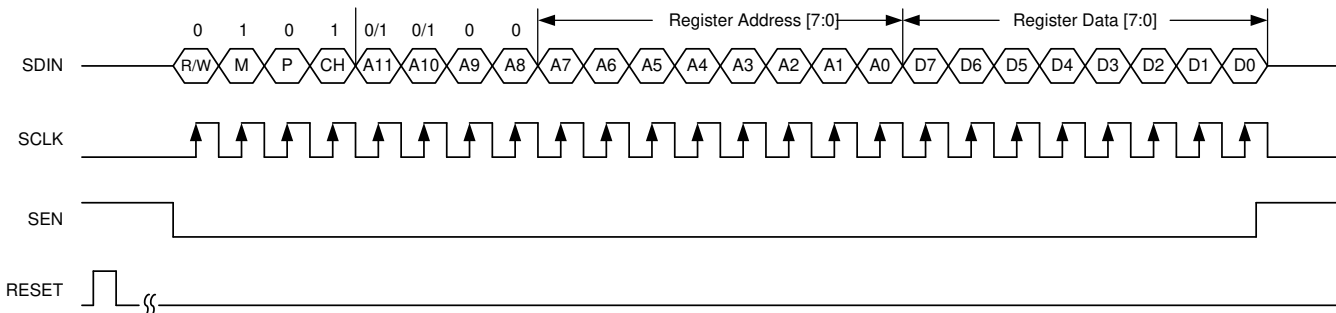 0 1 0 1 0/1 0/1 0 0 Register Address [7:0] Register Data [7:0]
SDIN R/W M P CH A11 A10 A9 A8 A7 A6 A5 A4 A3 A2 A1 A0 D7 D6 D5 D4 D3 D2 D1 D0
SCLK
SEN
RESET